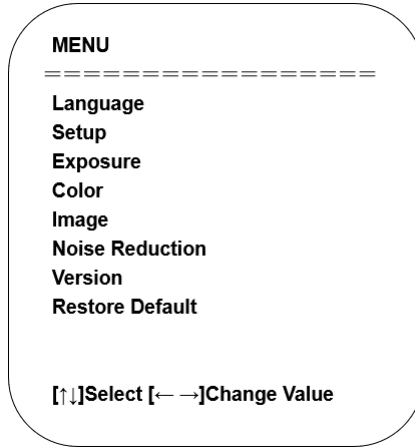 MENU
=================
Language
Setup
Exposure
Color
Image
Noise Reduction
Version
Restore Default
[↑↓]Select [← →]Change Value